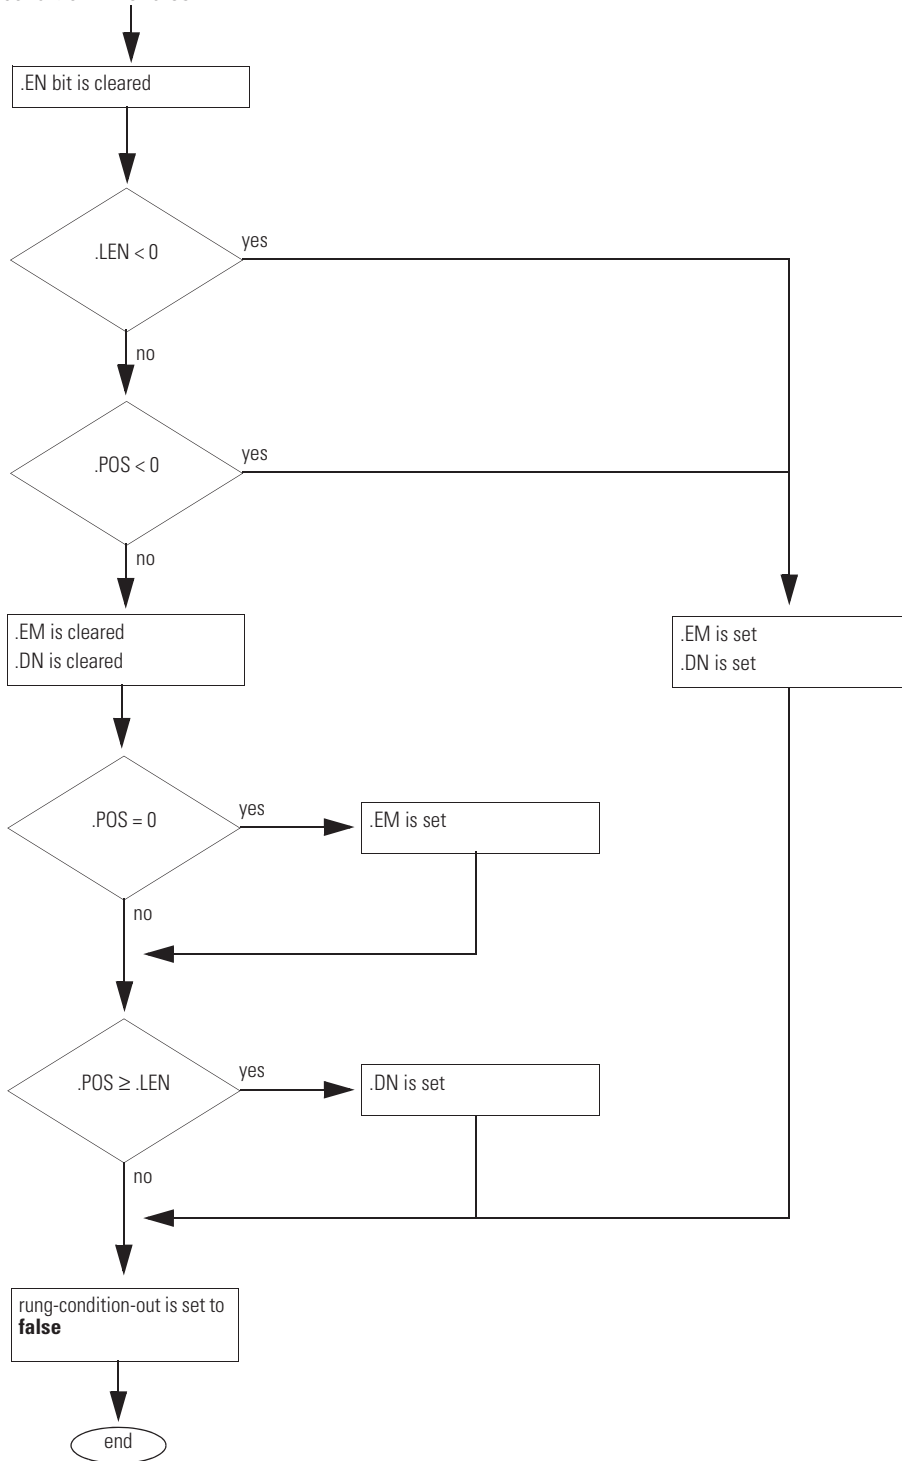 .EN bit is cleared
.LEN < 0
yes
no
.POS < 0
yes
no
.EM is cleared
.DN is cleared
.EM is set
.DN is set
.POS = 0
yes
.EM is set
no
.POS ≥ .LEN
yes
.DN is set
no
rung-condition-out is set to
false
end